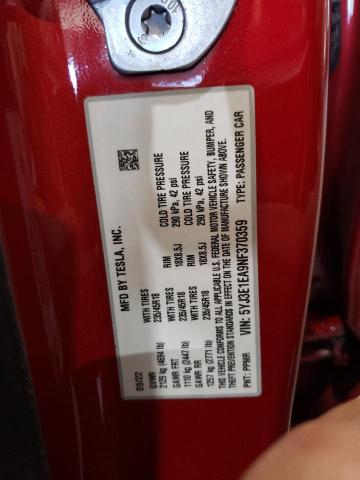 MFD BY TESLA, INC.
09/22
GVWR WITH TIRES RIM COLD TIRE PRESSURE
2129 kg (4694 lb) 235/45R18 18X8.5J 290 kPa, 42 psi
GAWR FRT WITH TIRES RIM COLD TIRE PRESSURE
1110 kg (2447 lb) 235/45R18 18X8.5J 290 kPa, 42 psi
GAWR RR
1257 kg (2771 lb)
THIS VEHICLE CONFORMS TO ALL APPLICABLE U.S. FEDERAL MOTOR VEHICLE SAFETY, BUMPER, AND
THEFT PREVENTION STANDARDS IN EFFECT ON THE DATE OF MANUFACTURE SHOWN ABOVE.
VIN: 5YJ3E1EA9NF370359 TYPE: PASSENGER CAR
PNT: PPMR